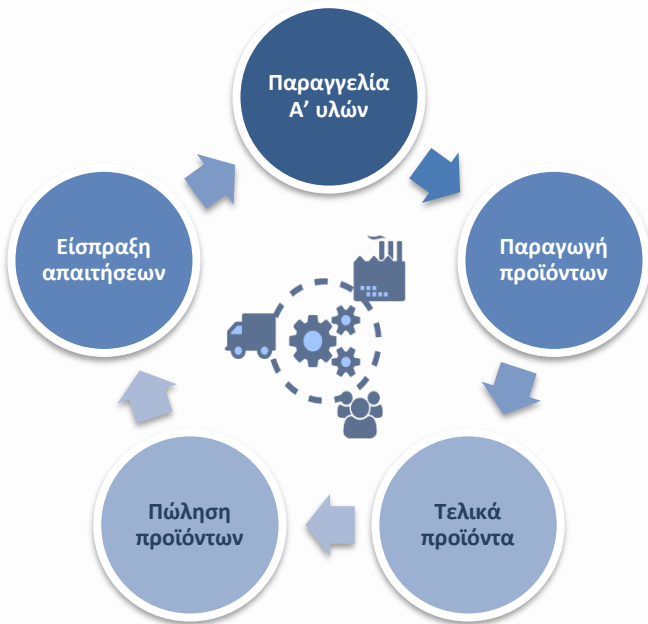 Παραγγελία
Α’ υλών
Παραγωγή
προϊόντων
Τελικά
προϊόντα
Πώληση
προϊόντων
Είσπραξη
απαιτήσεων